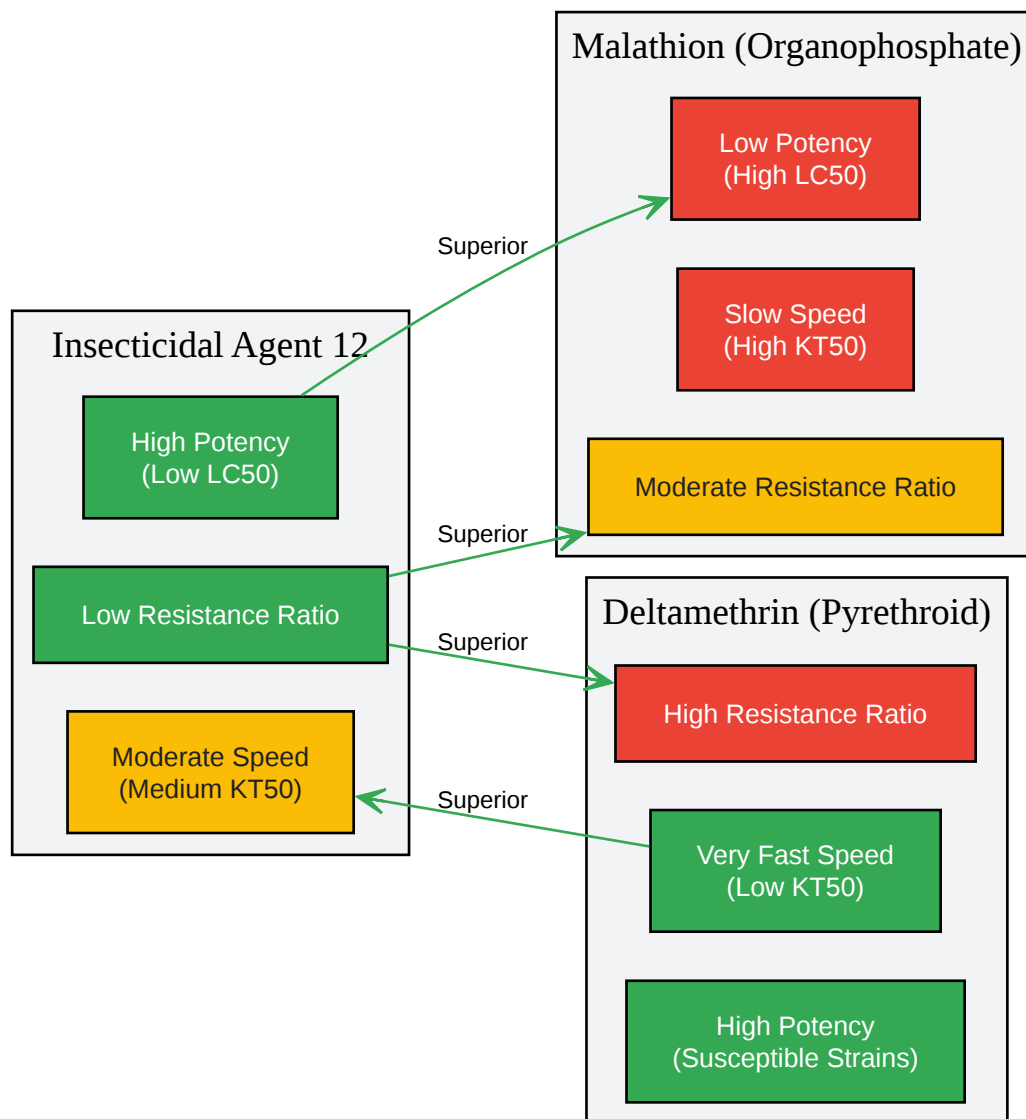 Malathion (Organophosphate)
Low Potency
(High LC50)
Superior
Slow Speed
(High KT50)
Insecticidal Agent 12
High Potency
(Low LC50)
Moderate Resistance Ratio
Superior
Low Resistance Ratio
Deltamethrin (Pyrethroid)
Superior
High Resistance Ratio
Moderate Speed
(Medium KT50)
Superior
Very Fast Speed
(Low KT50)
High Potency
(Susceptible Strains)